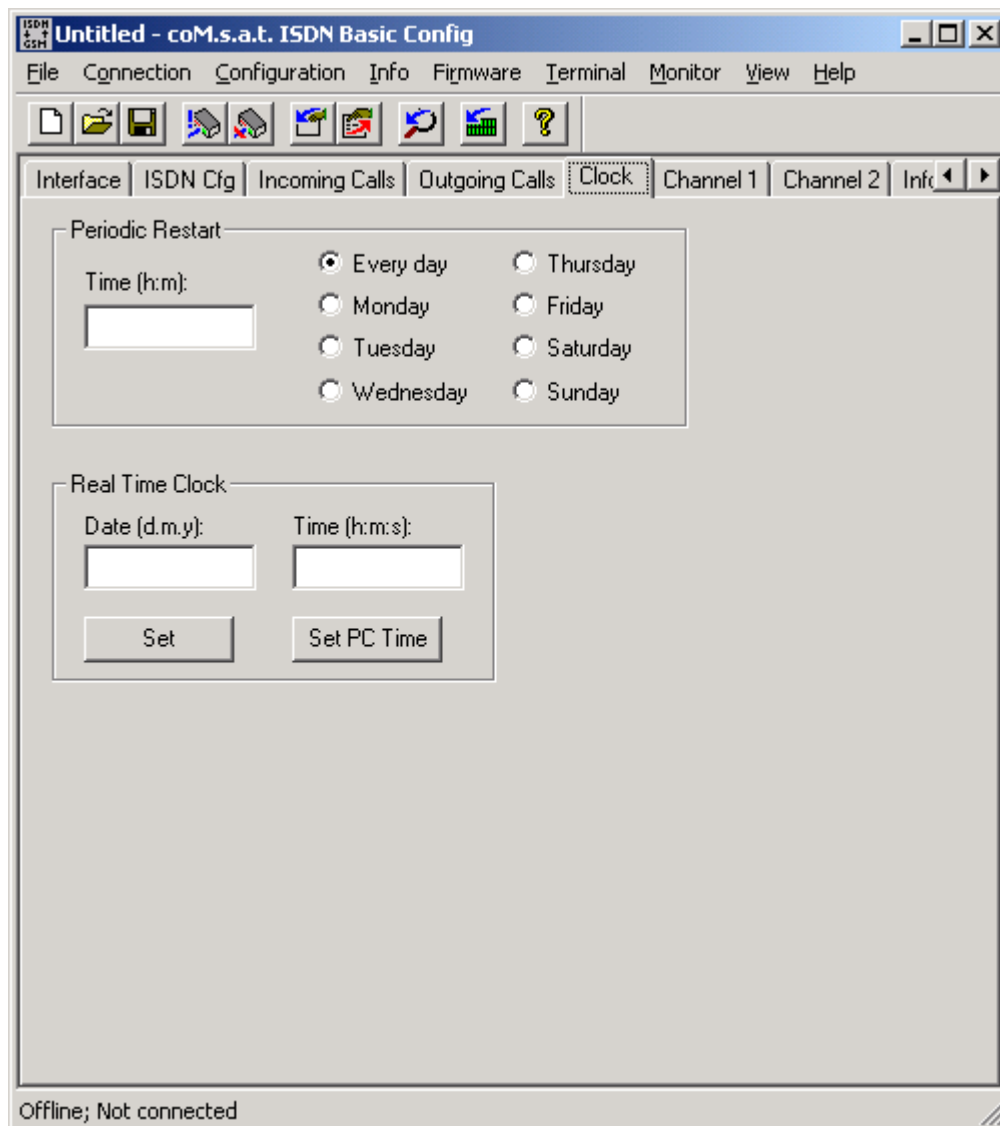 ISDN
GSM
Untitled - coM.s.a.t. ISDN Basic Config
File Connection Configuration Info Firmware Terminal Monitor View Help
Interface ISDN Cfg Incoming Calls Outgoing Calls Clock Channel 1 Channel 2
Periodic Restart
Time (h:m):
Every day Thursday
Monday Friday
Tuesday Saturday
Wednesday Sunday
Real Time Clock
Date (d.m.y): Time (h:m:s):
Set Set PC Time
Offline; Not connected